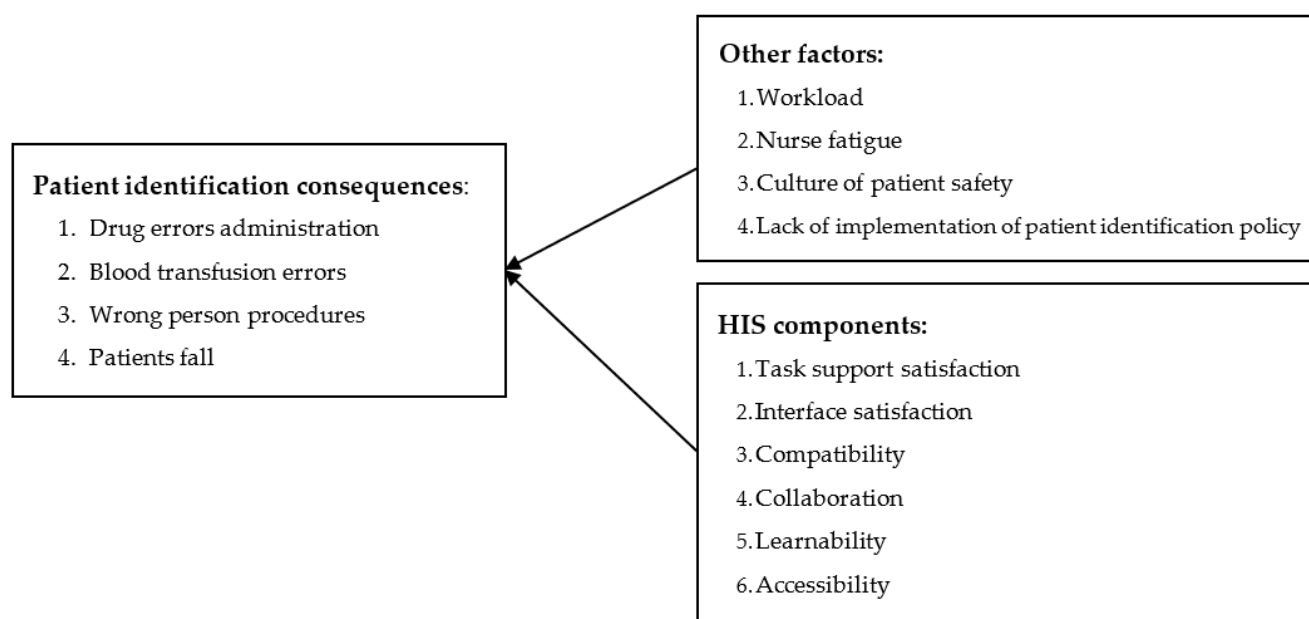 Patient identification consequences:
1. Drug errors administration
2. Blood transfusion errors
3. Wrong person procedures
4. Patients fall
Other factors:
1.Workload
2.Nurse fatigue
3.Culture of patient safety
4.Lack of implementation of patient identification policy
HIS components:
1.Task support satisfaction
2.Interface satisfaction
3.Compatibility
4.Collaboration
5.Learnability
6.Accessibility